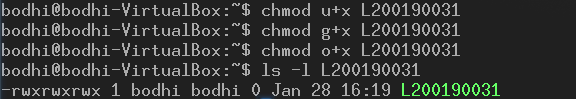 bodhi@bodhi-VirtualBox:~$ chmod u+x L200190031
bodhi@bodhi-VirtualBox:~$ chmod g+x L200190031
bodhi@bodhi-VirtualBox:~$ chmod o+x L200190031
bodhi@bodhi-VirtualBox:~$ ls -l L200190031
-rwxrwxrwx 1 bodhi bodhi 0 Jan 28 16:19 L200190031